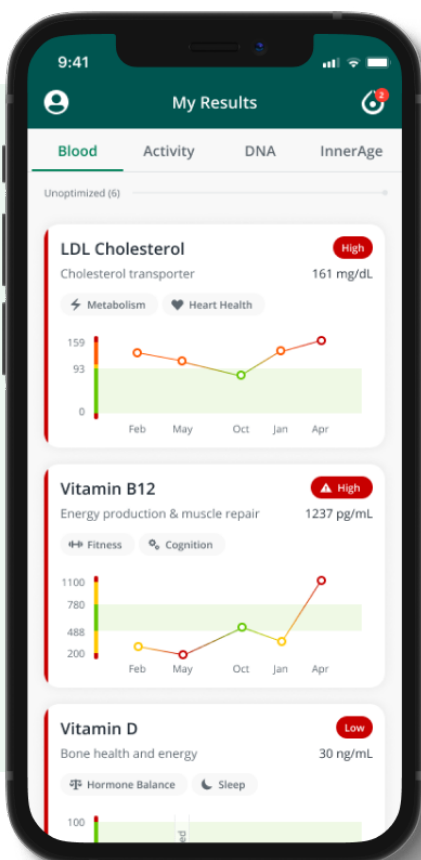 9:41
My Results
2
Blood Activity DNA InnerAge
Unoptimized (6)
LDL Cholesterol High
Cholesterol transporter 161 mg/dL
Metabolism Heart Health
159
93
0
Feb May Oct Jan Apr
Vitamin B12 High
Energy production & muscle repair 1237 pg/mL
Fitness Cognition
1100
780
488
200
Feb May Oct Jan Apr
Vitamin D Low
Bone health and energy 30 ng/mL
Hormone Balance Sleep
100